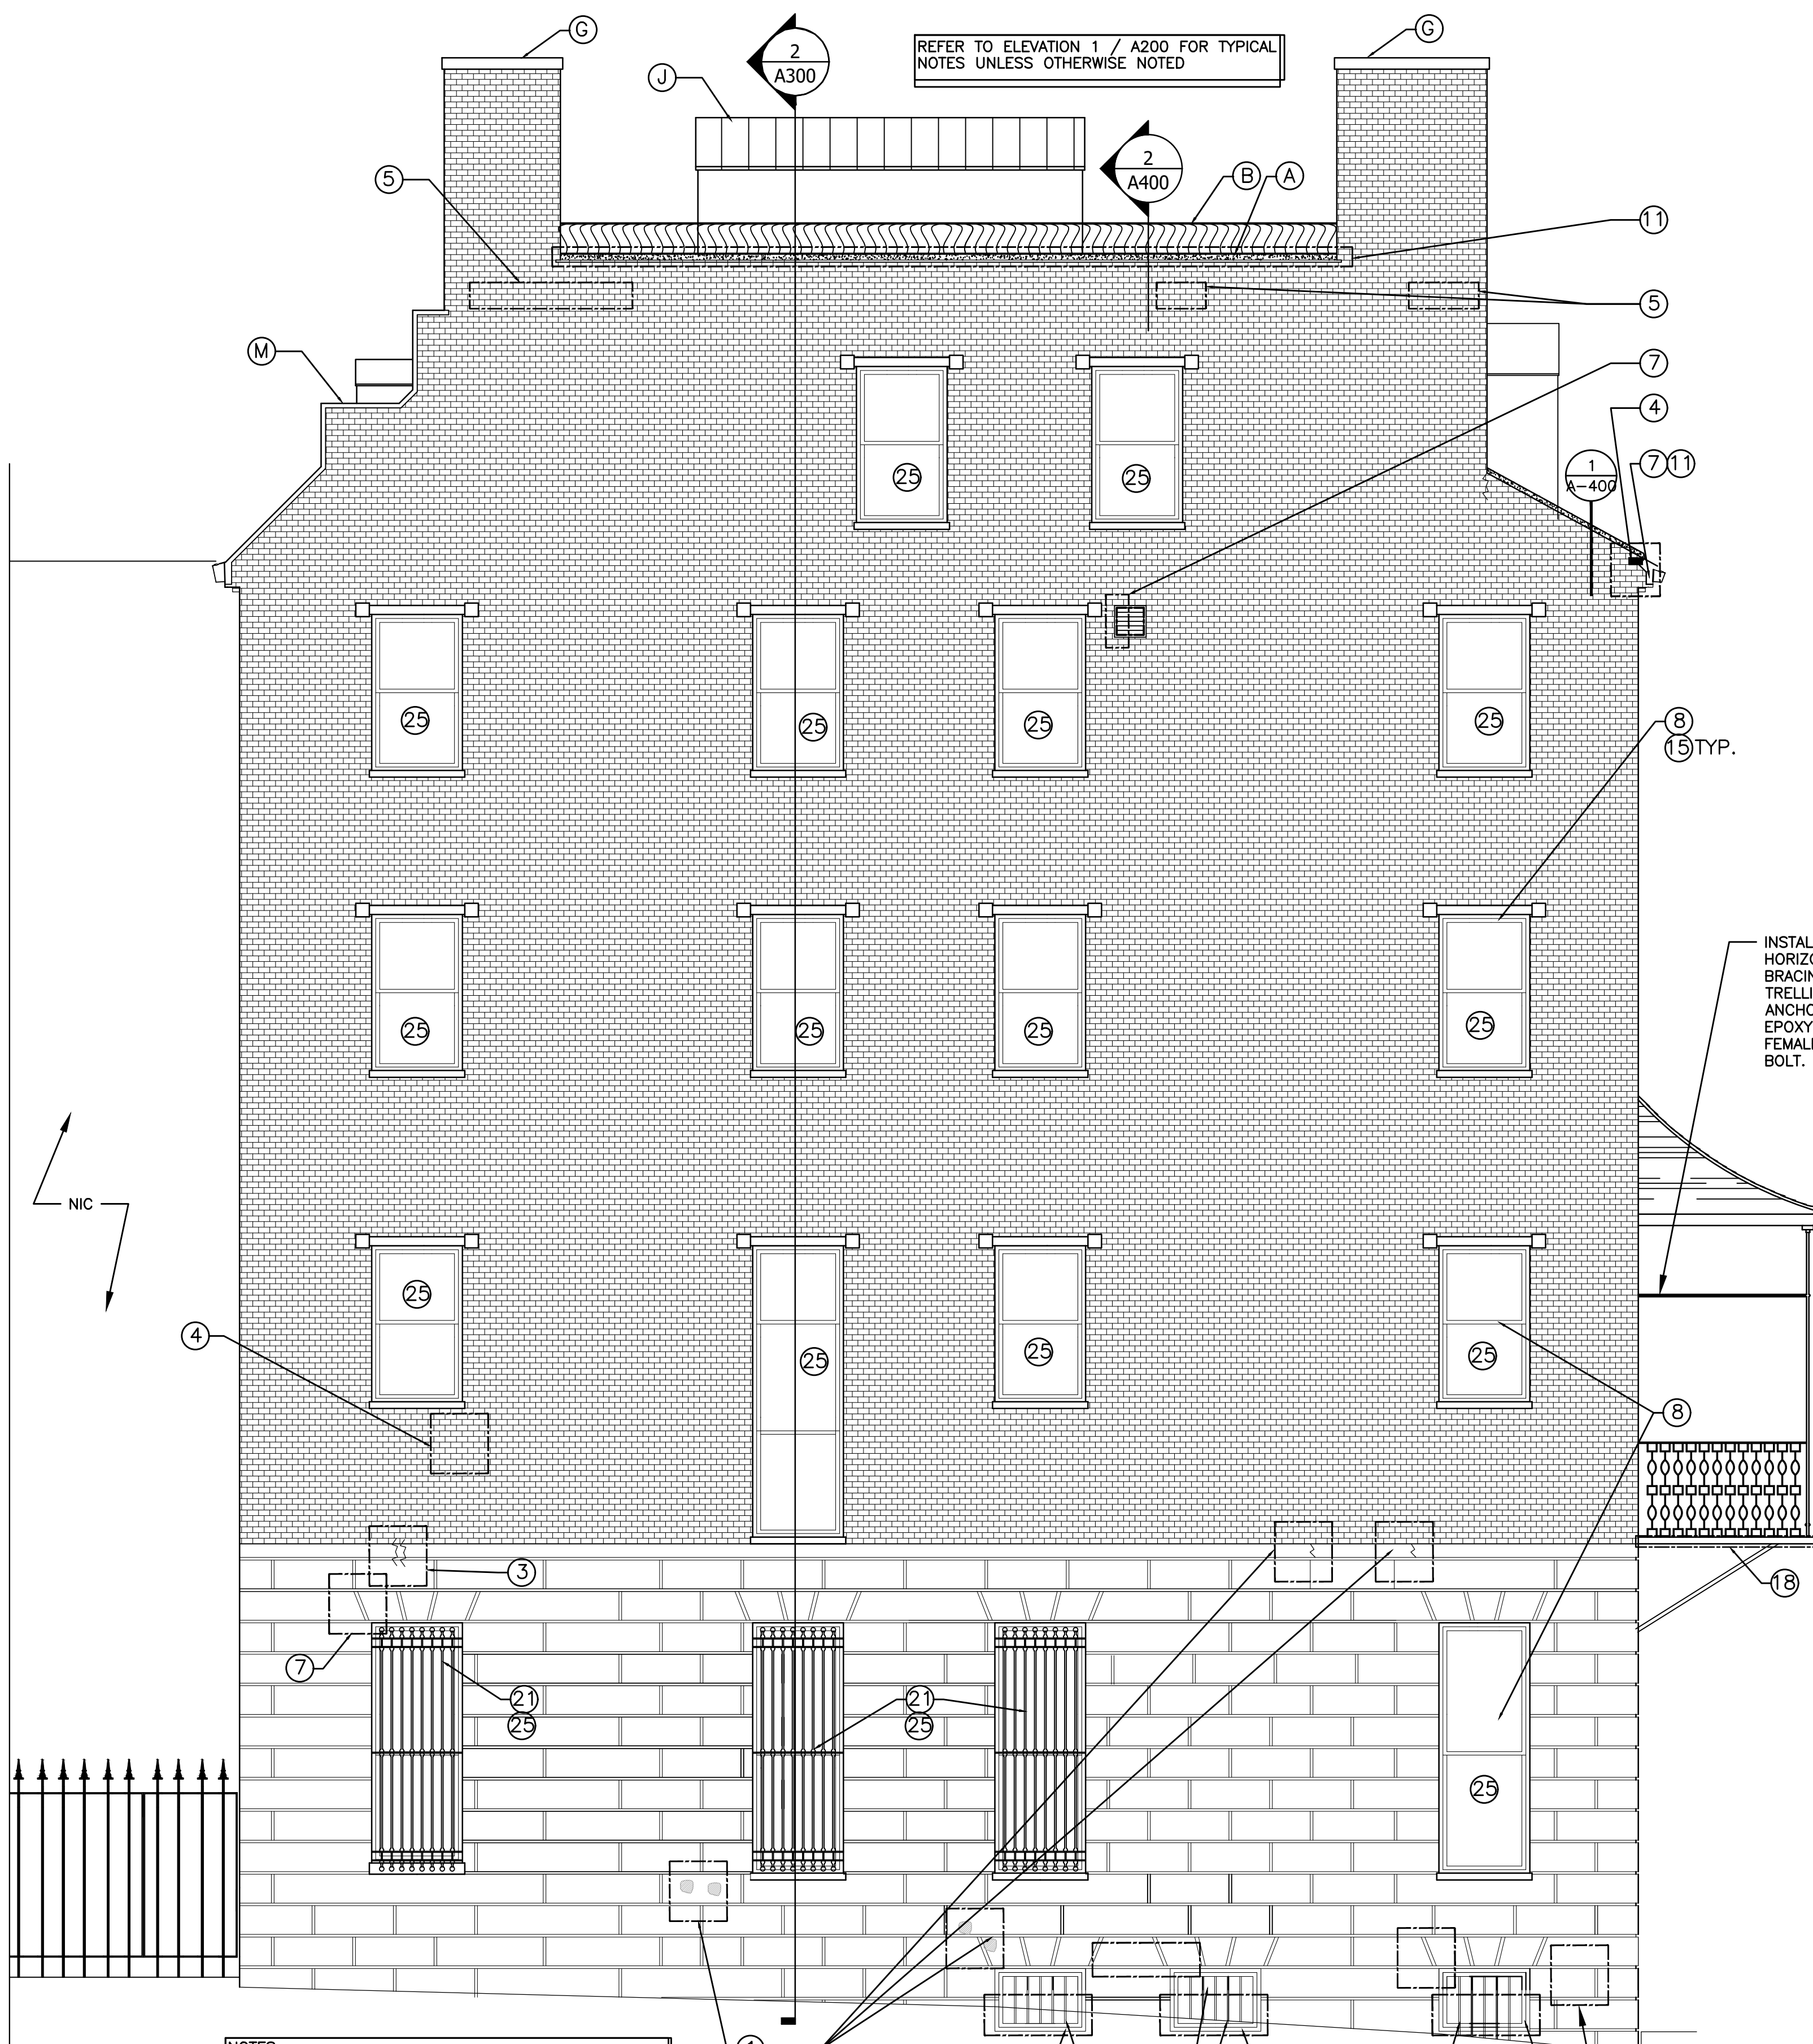 G
G
2
A300
REFER TO ELEVATION 1 / A200 FOR TYPICAL
NOTES UNLESS OTHERWISE NOTED
J
2
A400
5
B
A
11
5
M
7
4
7
11
1
A-400
25
25
25
25
25
25
8
15 TYP.
INSTAL
HORIZO
BRACIN
TRELLI
ANCHO
EPOXY
FEMAL
BOLT.
25
25
25
25
NIC
25
25
25
25
4
8
3
18
7
21
25
21
25
25
NOTES